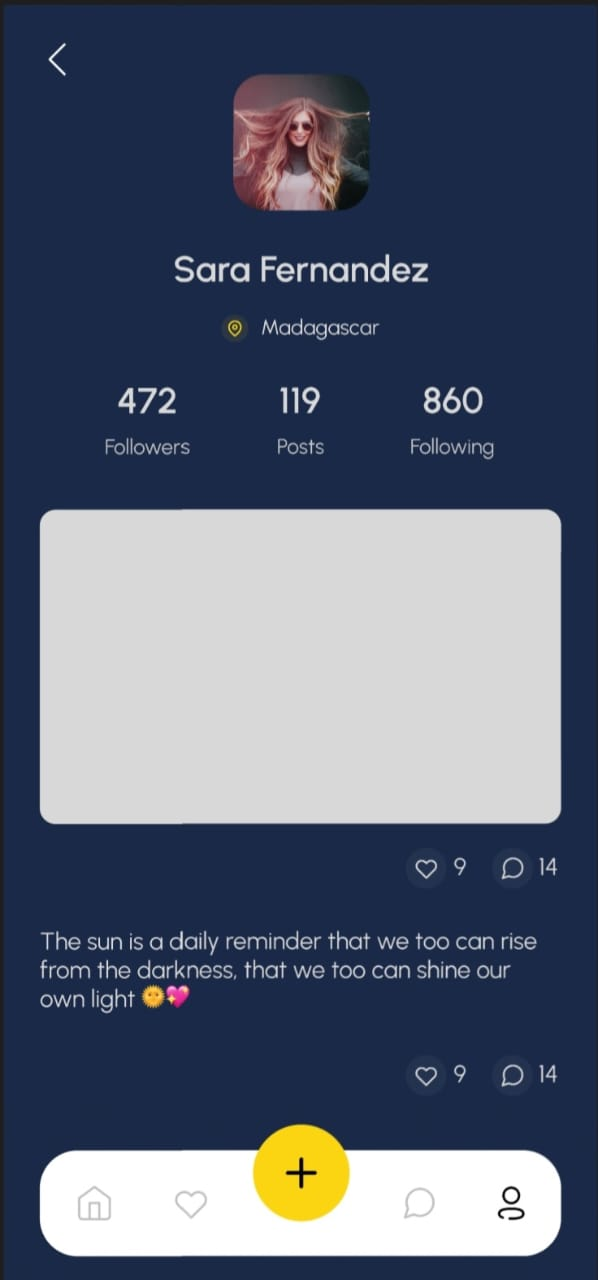 Sara Fernandez
Madagascar
472 119 860
Followers Posts Following
9 14
The sun is a daily reminder that we too can rise
from the darkness, that we too can shine our
own light 🌞💖
9 14